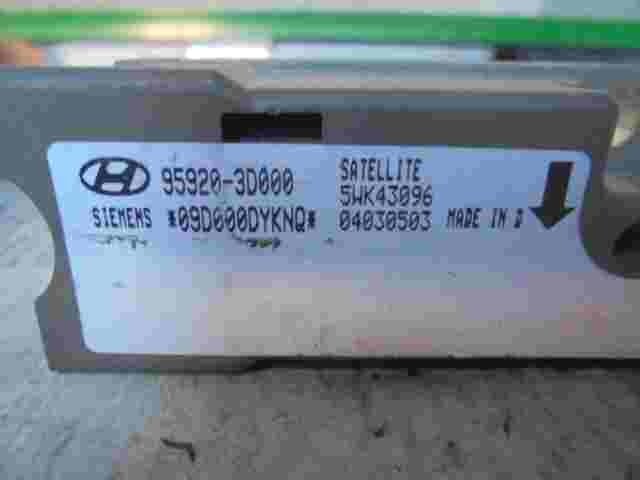 95920-3D000 SATELLITE
5WK43096
SIEMENS *09D000DYKNQ* 04030503 MADE IN D